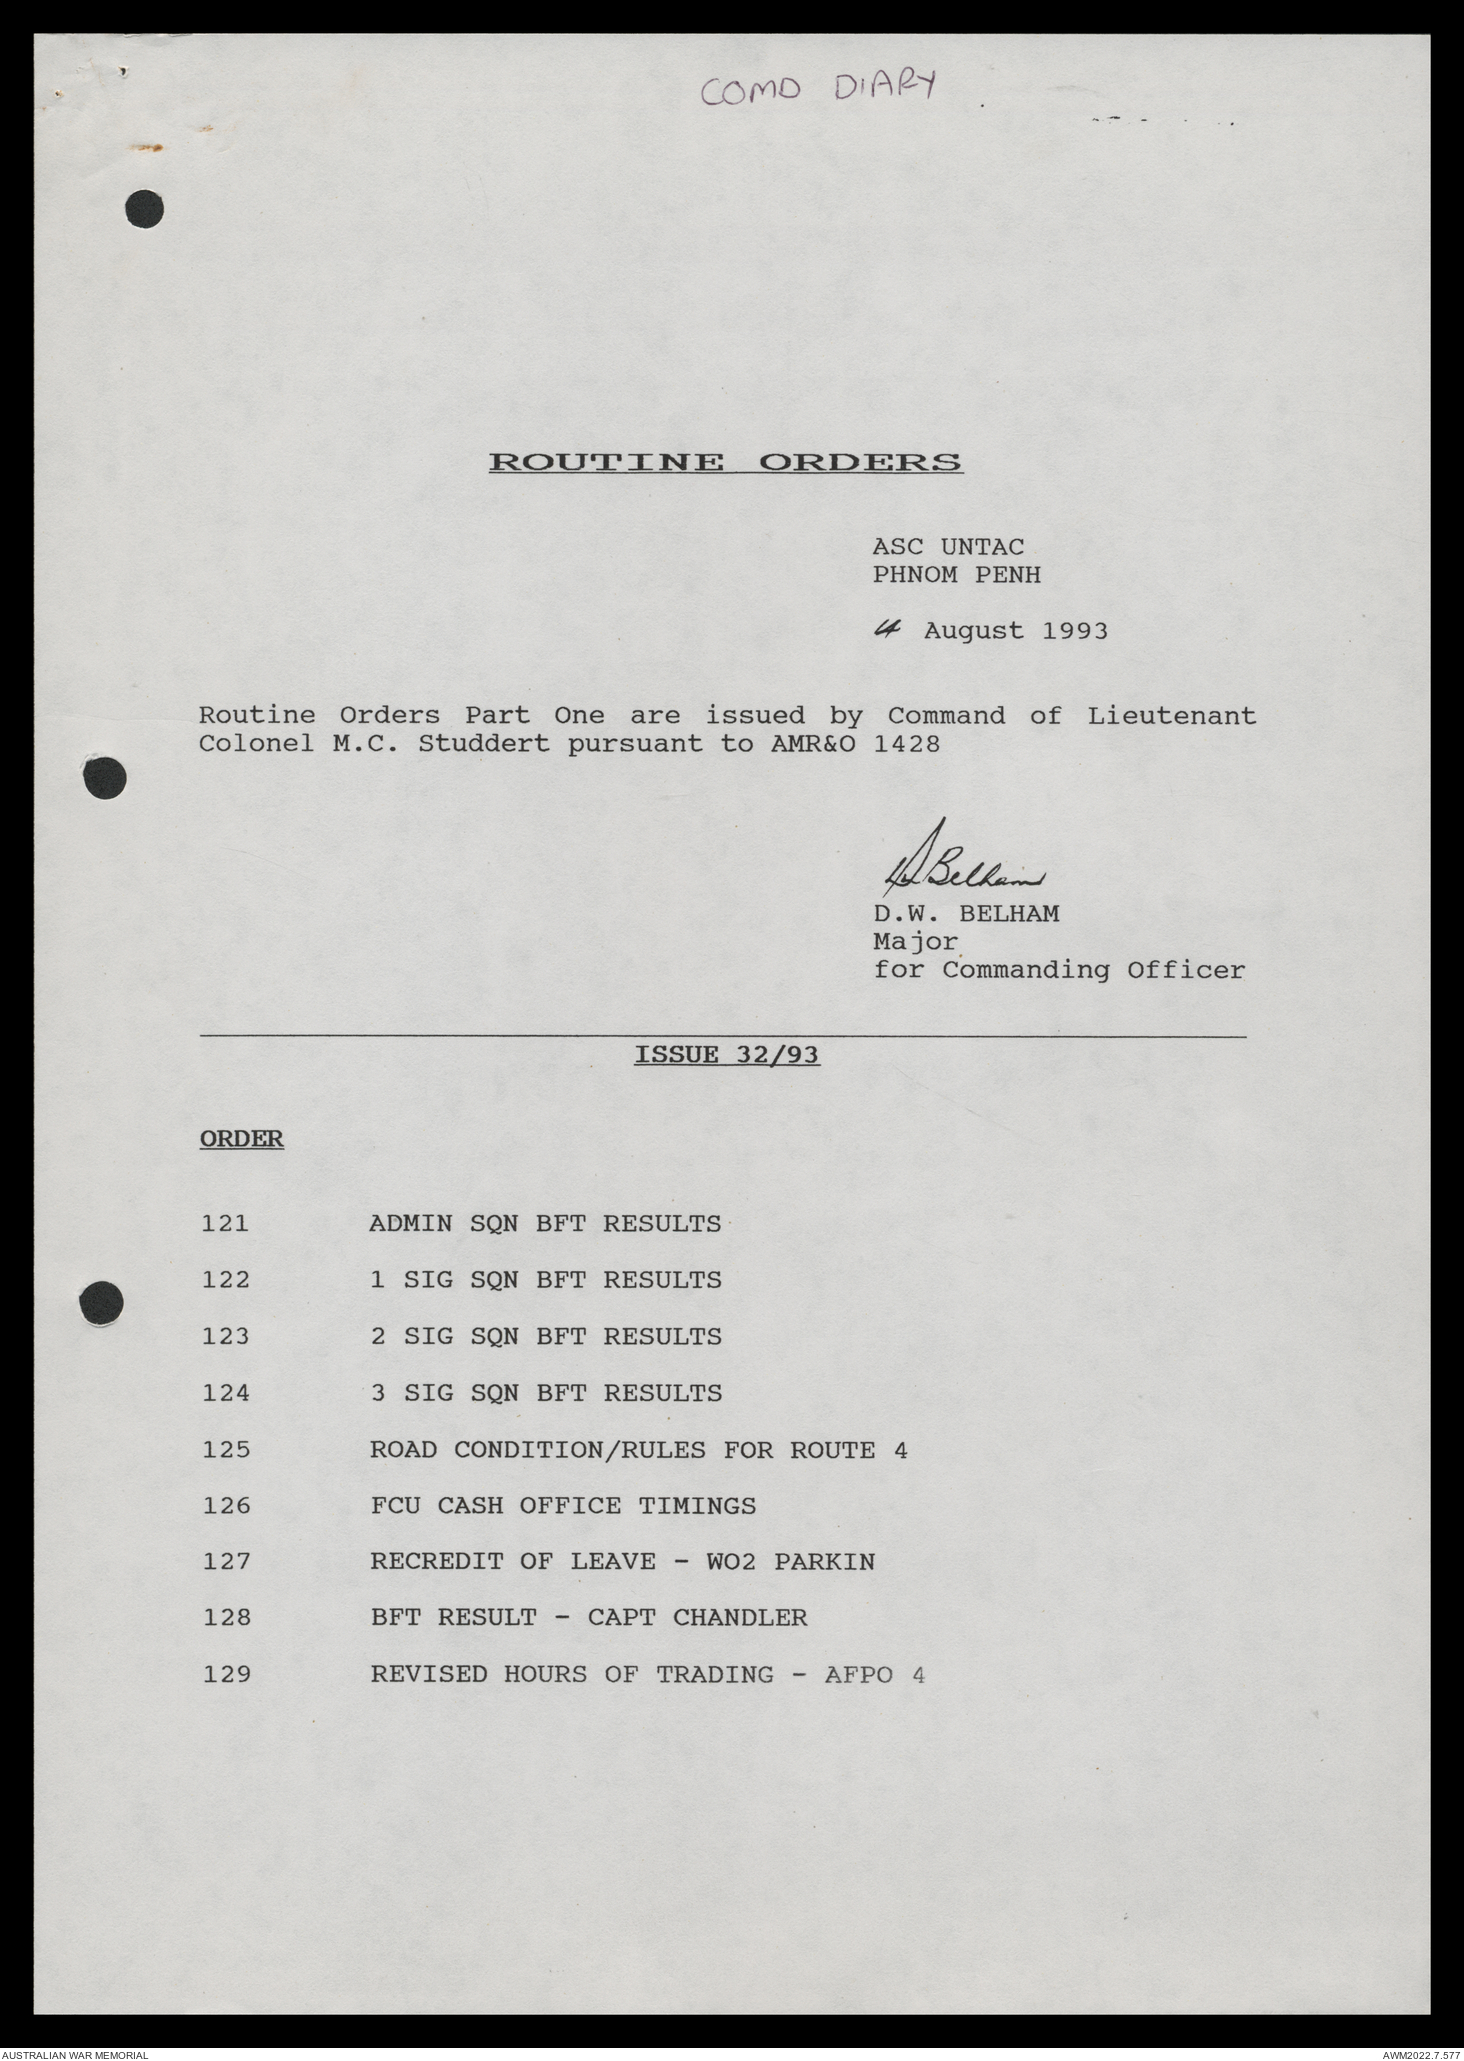 COMD DIARY
ROUTINE ORDERS
ASC UNTAC
PHNOM PENH
4 August 1993
Routine Orders Part One are issued by Command of Lieutenant
Colonel M.C. Studdert pursuant to AMR&O 1428
D Belham
D.W. BELHAM
Major
for Commanding Officer
ISSUE 32/93
ORDER
121 ADMIN SQN BFT RESULTS
122 1 SIG SQN BFT RESULTS
123 2 SIG SQN BFT RESULTS
124 3 SIG SQN BFT RESULTS
125 ROAD CONDITION/RULES FOR ROUTE 4
126 FCU CASH OFFICE TIMINGS
127 RECREDIT OF LEAVE - WO2 PARKIN
128 BFT RESULT - CAPT CHANDLER
129 REVISED HOURS OF TRADING - AFPO 4
AUSTRALIAN WAR MEMORIAL
AWM2022.7.577